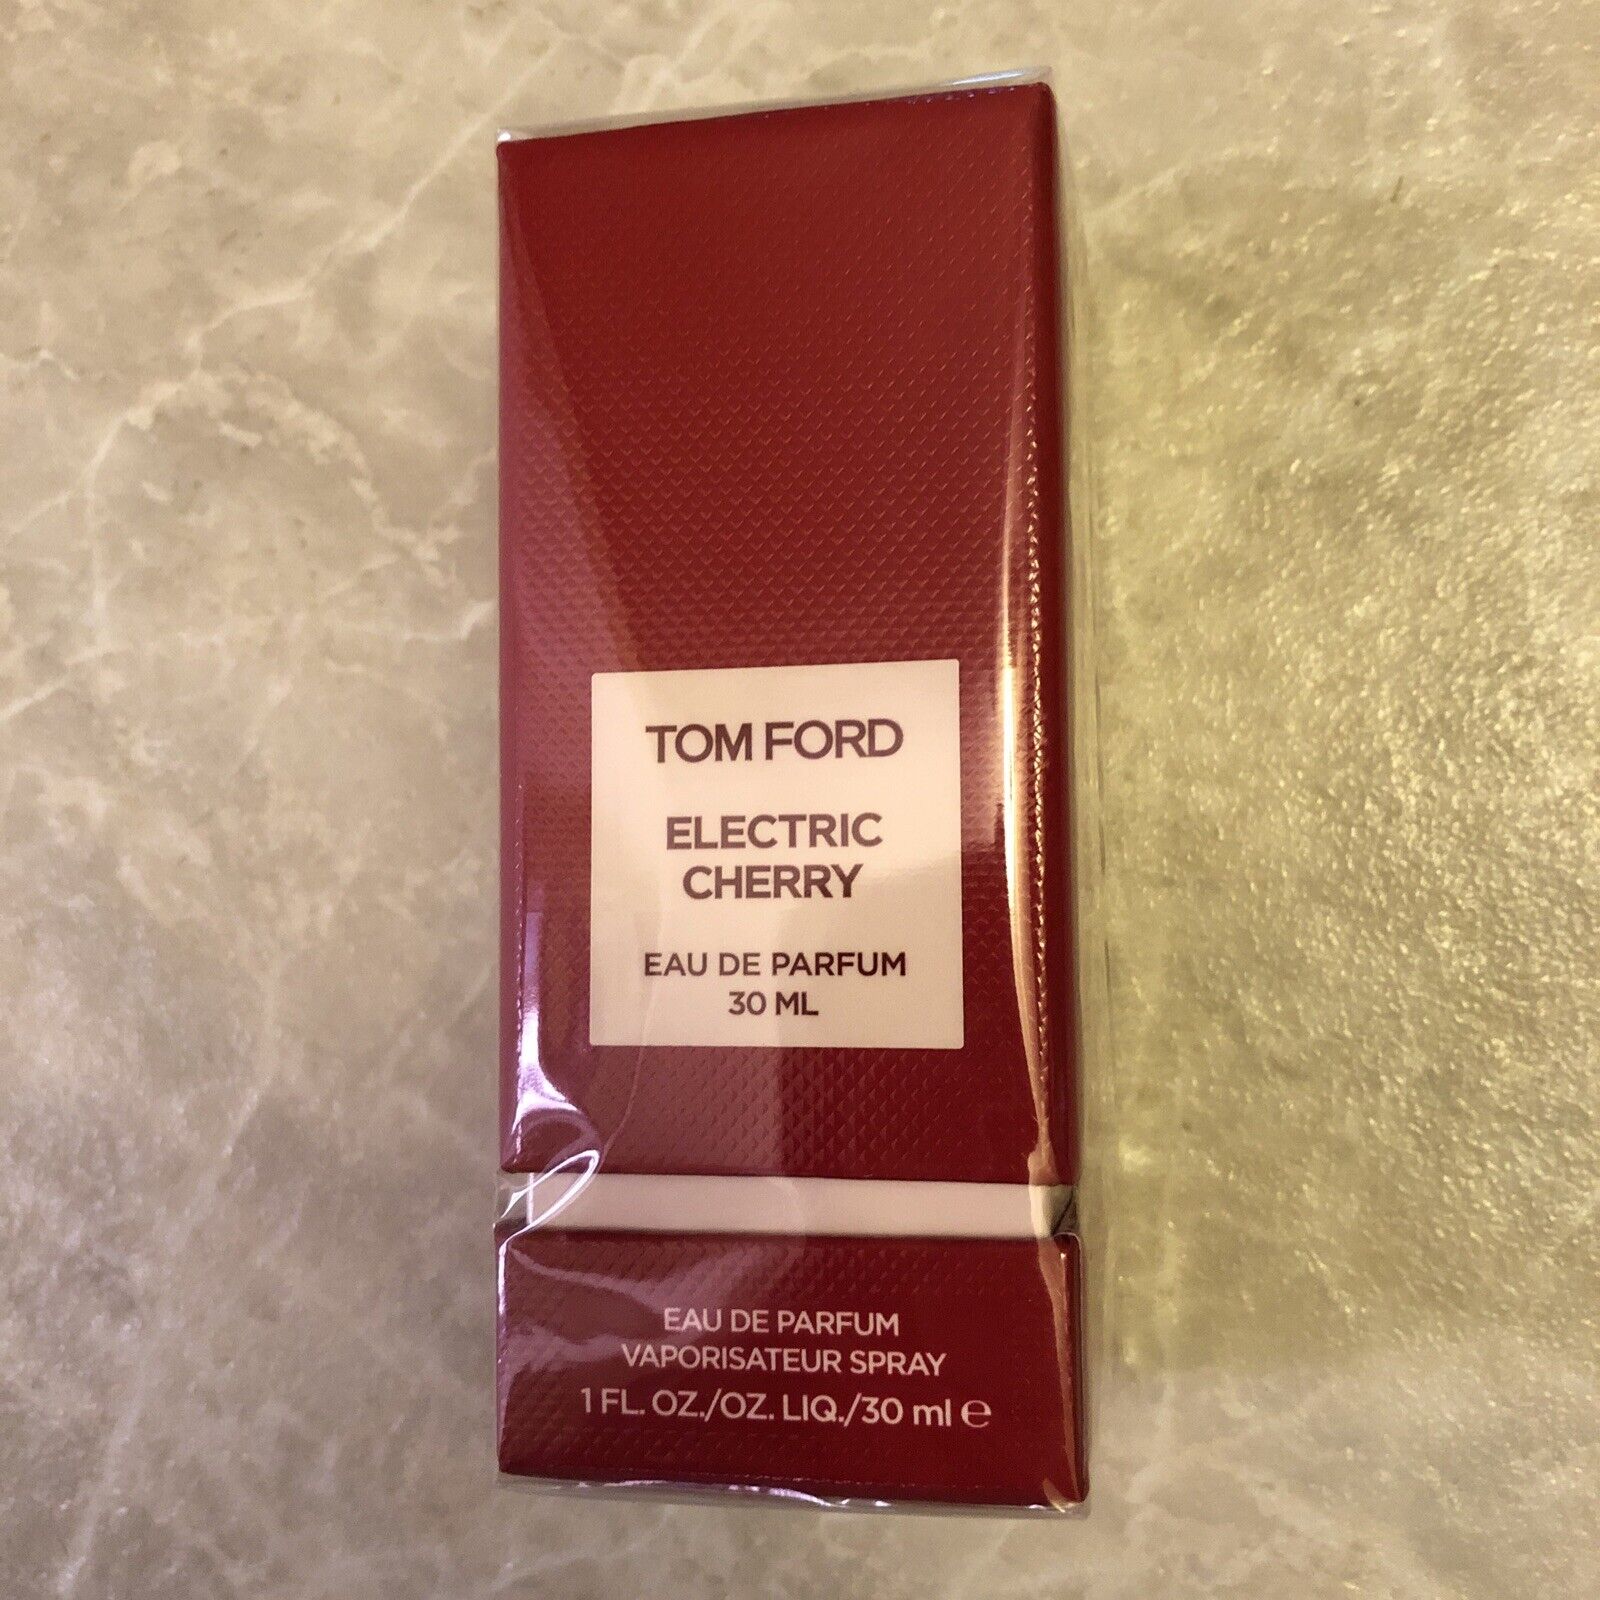 TOM FORD
ELECTRIC
CHERRY
EAU DE PARFUM
30 ML
EAU DE PARFUM
VAPORISATEUR SPRAY
1 FL. OZ./OZ. LIQ./30 ml ℮